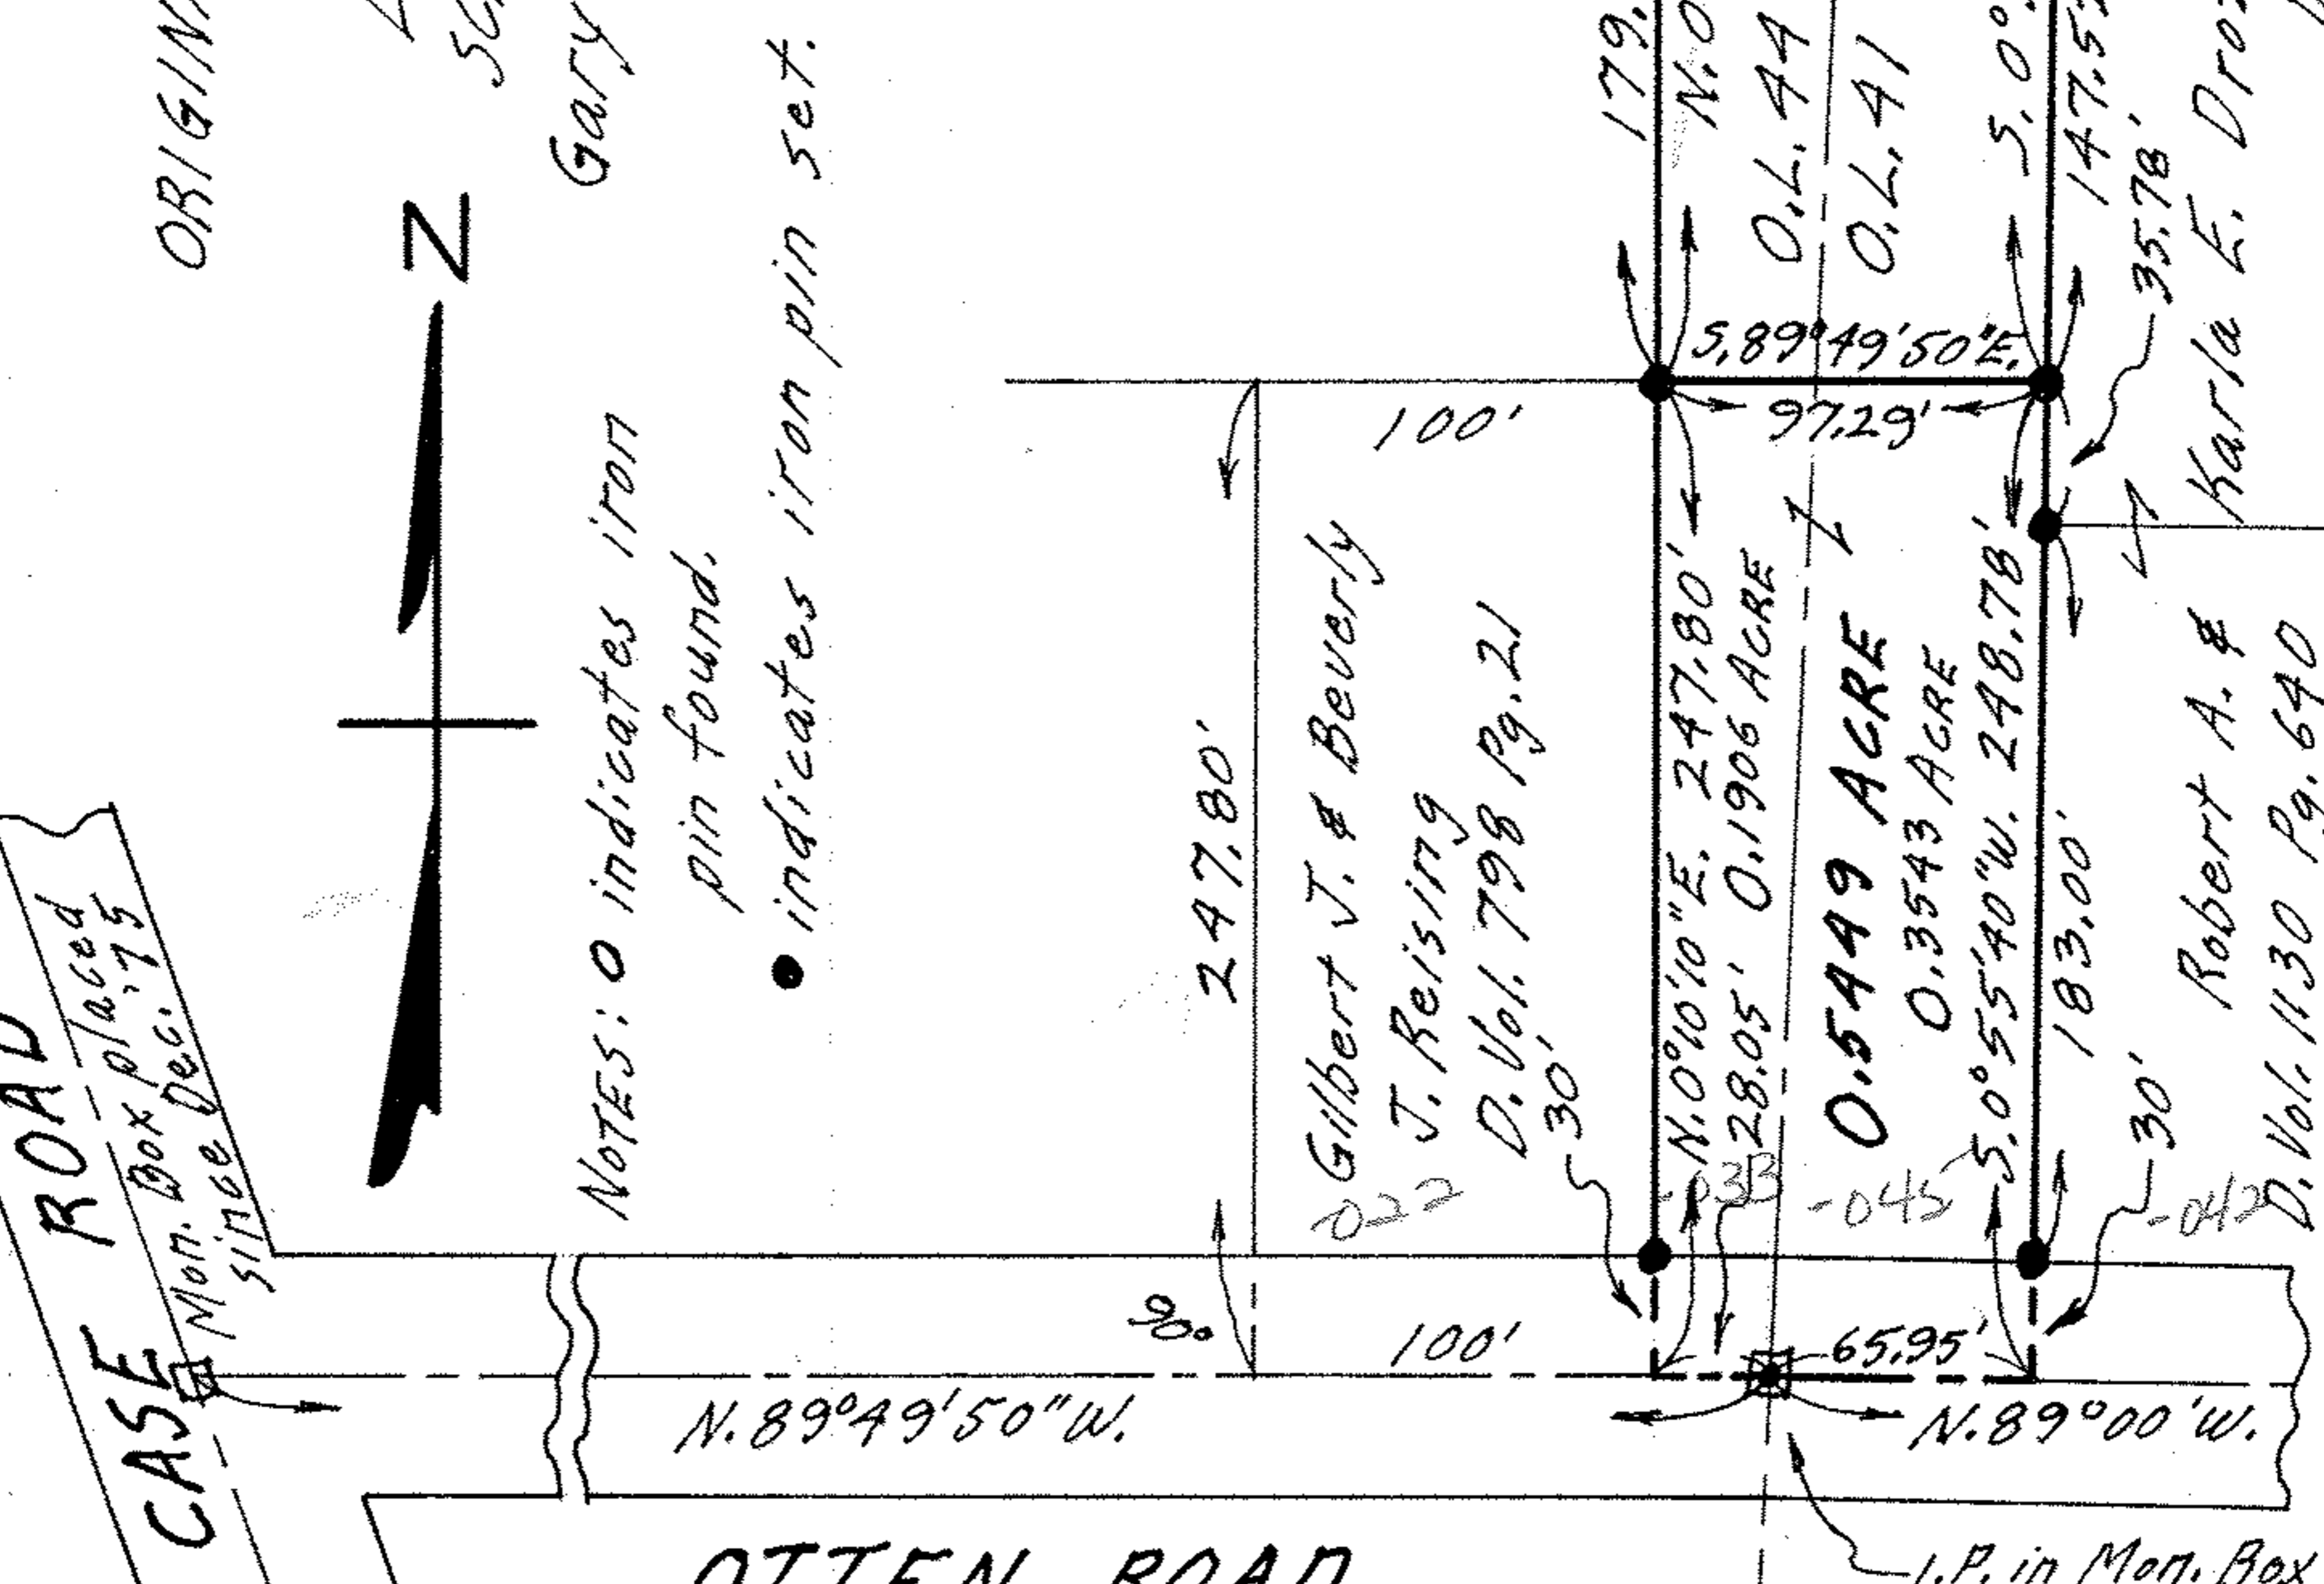 ORIGIN
Gary
N
NOTES: O indicates iron
pin found.
● indicates iron pin set.
CASE ROAD
Mon. Box placed
since Dec. '75
247.80'
90°
100'
100'
N.89°49'50"W.
Gilbert J. & Beverly
J. Reising
D. Vol. 798 Pg. 21
30'
-022
179.
N.0
O.L. 44
O.L. 41
S.0°
147.5
35.78'
Karla E. Dro
S.89°49'50"E.
97.29'
N.0°10'10"E. 247.80'
28.05' 0.1906 ACRE
0.5449 ACRE
0.3543 ACRE
S.0°55'40"W. 248.78'
183.00'
Robert A. &
D. Vol. 1130 Pg. 640
30'
-033
-045
-042
65.95'
N.89°00'W.
OTTEN ROAD
I.P. in Mon. Box